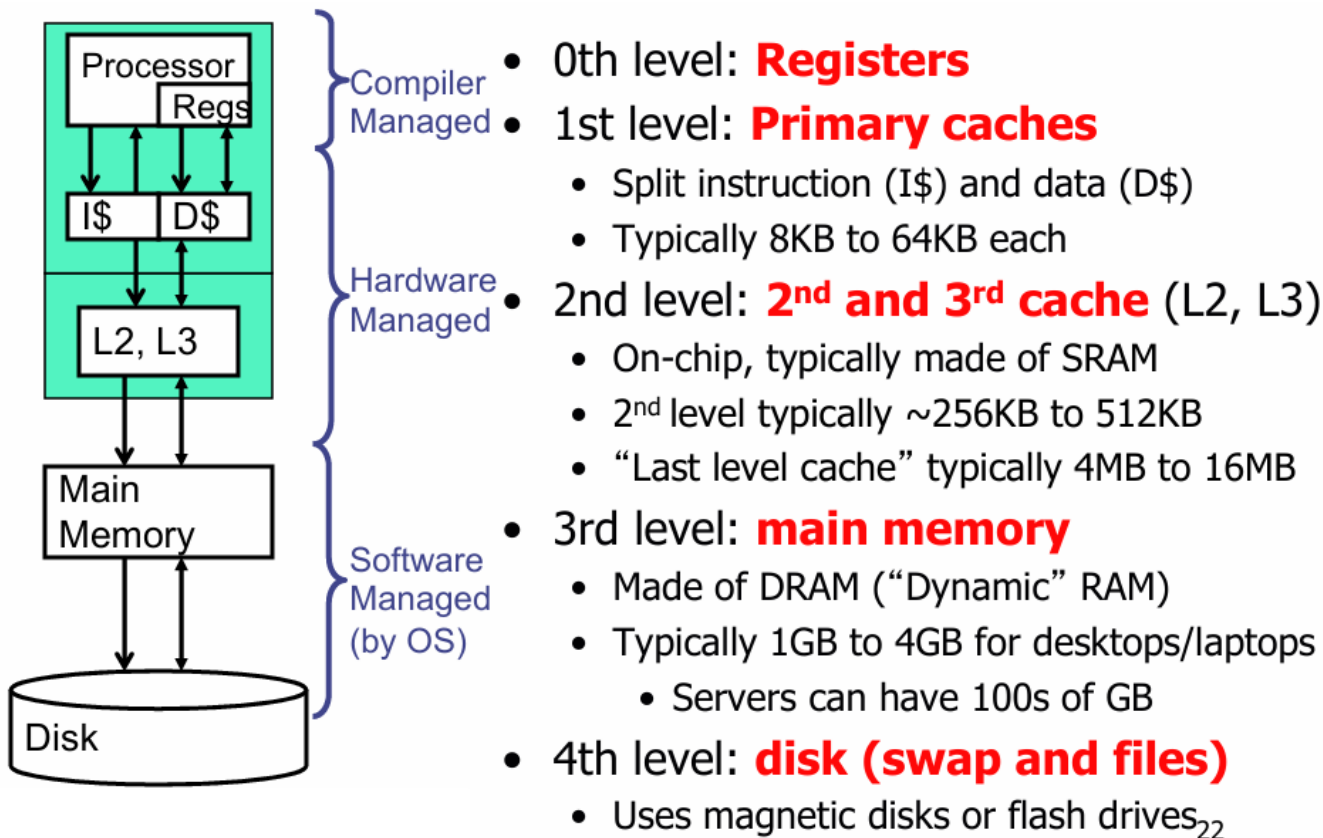 Processor
Regs
I$
D$
L2, L3
Main
Memory
Disk
Compiler
Managed
Hardware
Managed
Software
Managed
(by OS)
• 0th level: Registers
• 1st level: Primary caches
• Split instruction (I$) and data (D$)
• Typically 8KB to 64KB each
• 2nd level: 2nd and 3rd cache (L2, L3)
• On-chip, typically made of SRAM
• 2nd level typically ~256KB to 512KB
• “Last level cache” typically 4MB to 16MB
• 3rd level: main memory
• Made of DRAM (“Dynamic” RAM)
• Typically 1GB to 4GB for desktops/laptops
• Servers can have 100s of GB
• 4th level: disk (swap and files)
• Uses magnetic disks or flash drives
22